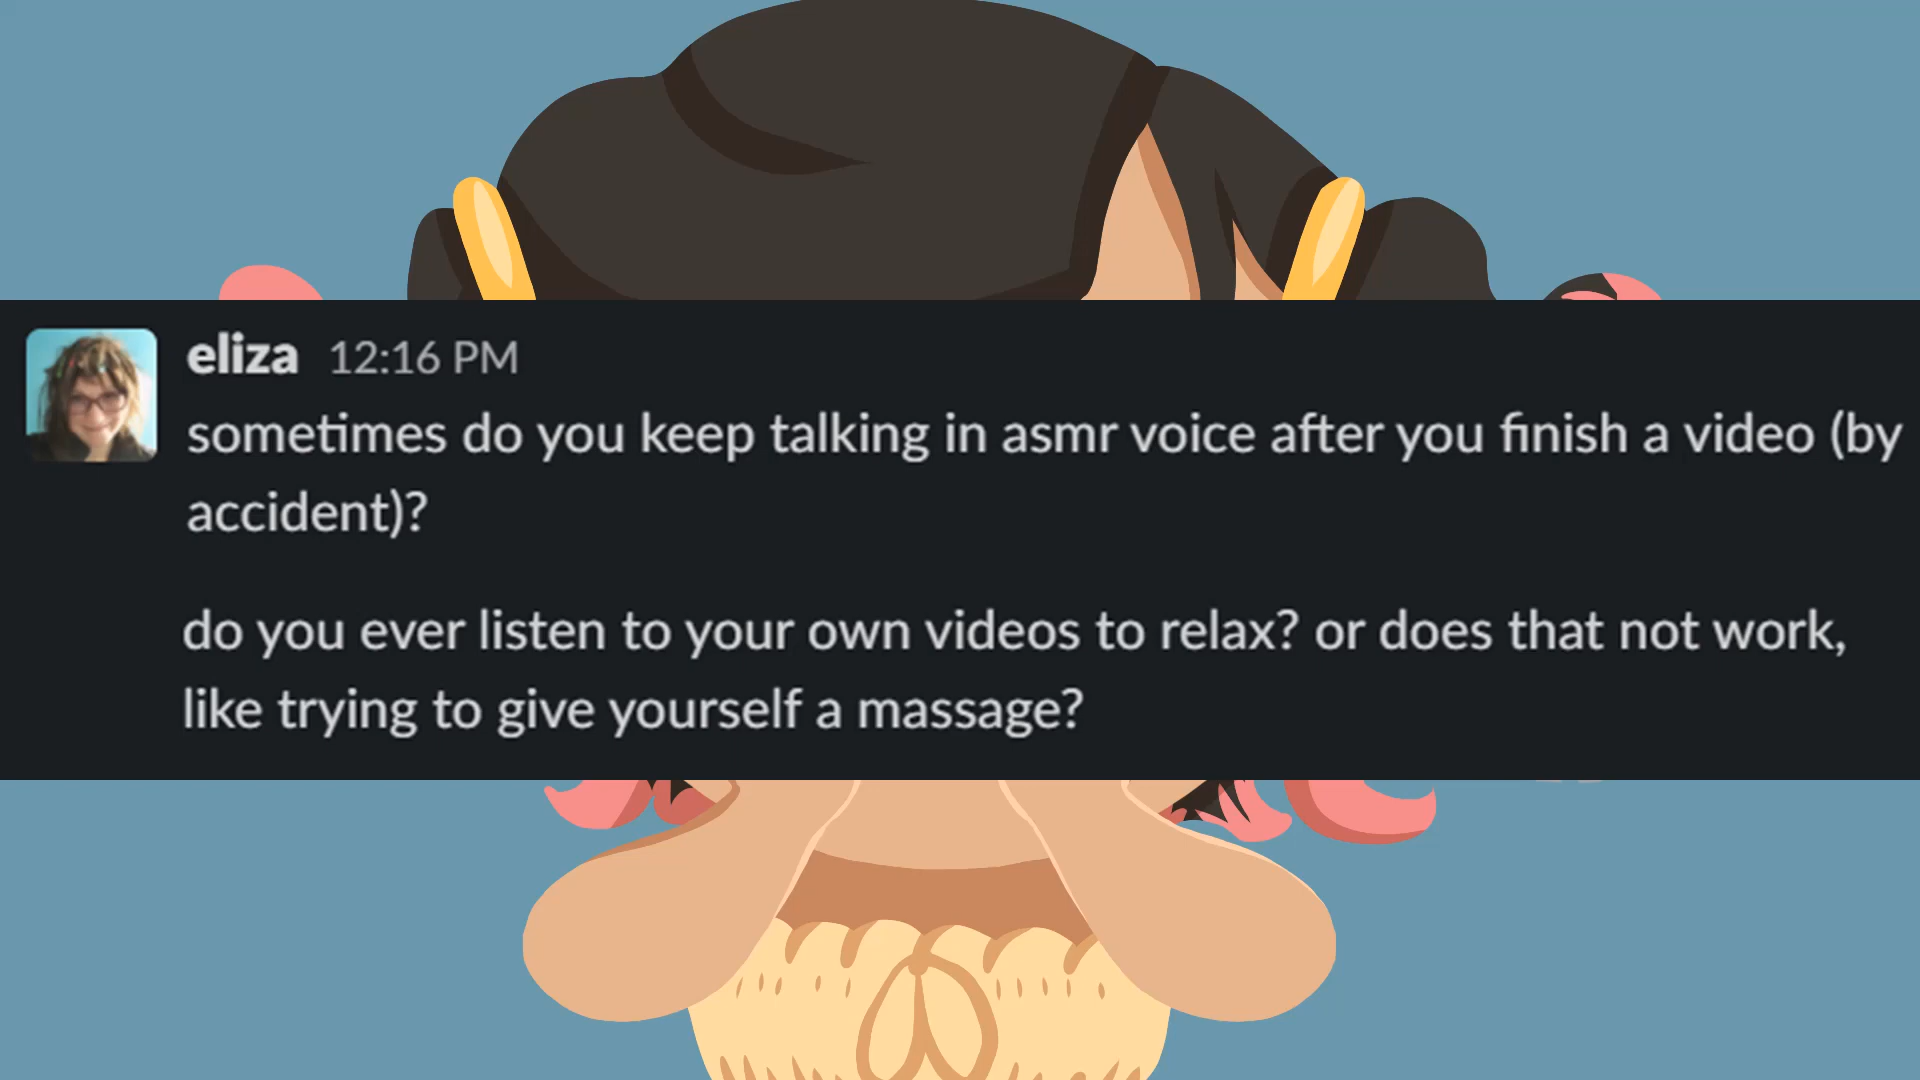 eliza 12:16 PM
sometimes do you keep talking in asmr voice after you finish a video (by
accident)?
do you ever listen to your own videos to relax? or does that not work,
like trying to give yourself a massage?